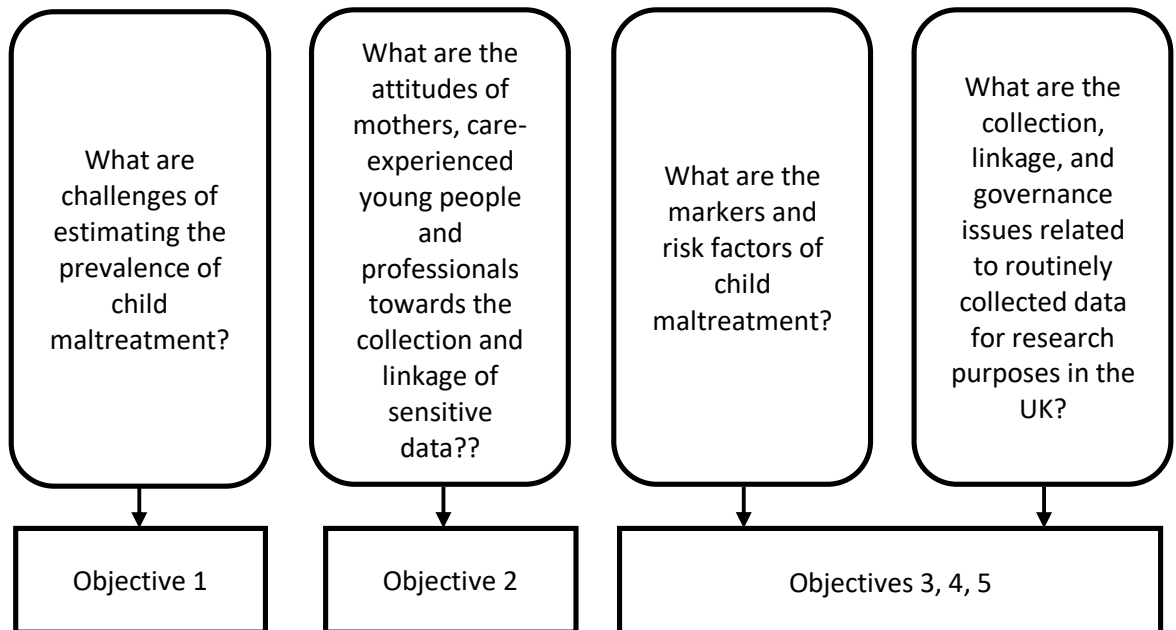 What are
challenges of
estimating the
prevalence of
child
maltreatment?
What are the
attitudes of
mothers, care-
experienced
young people
and
professionals
towards the
collection and
linkage of
sensitive
data??
What are the
markers and
risk factors of
child
maltreatment?
What are the
collection,
linkage, and
governance
issues related
to routinely
collected data
for research
purposes in the
UK?
Objective 1
Objective 2
Objectives 3, 4, 5